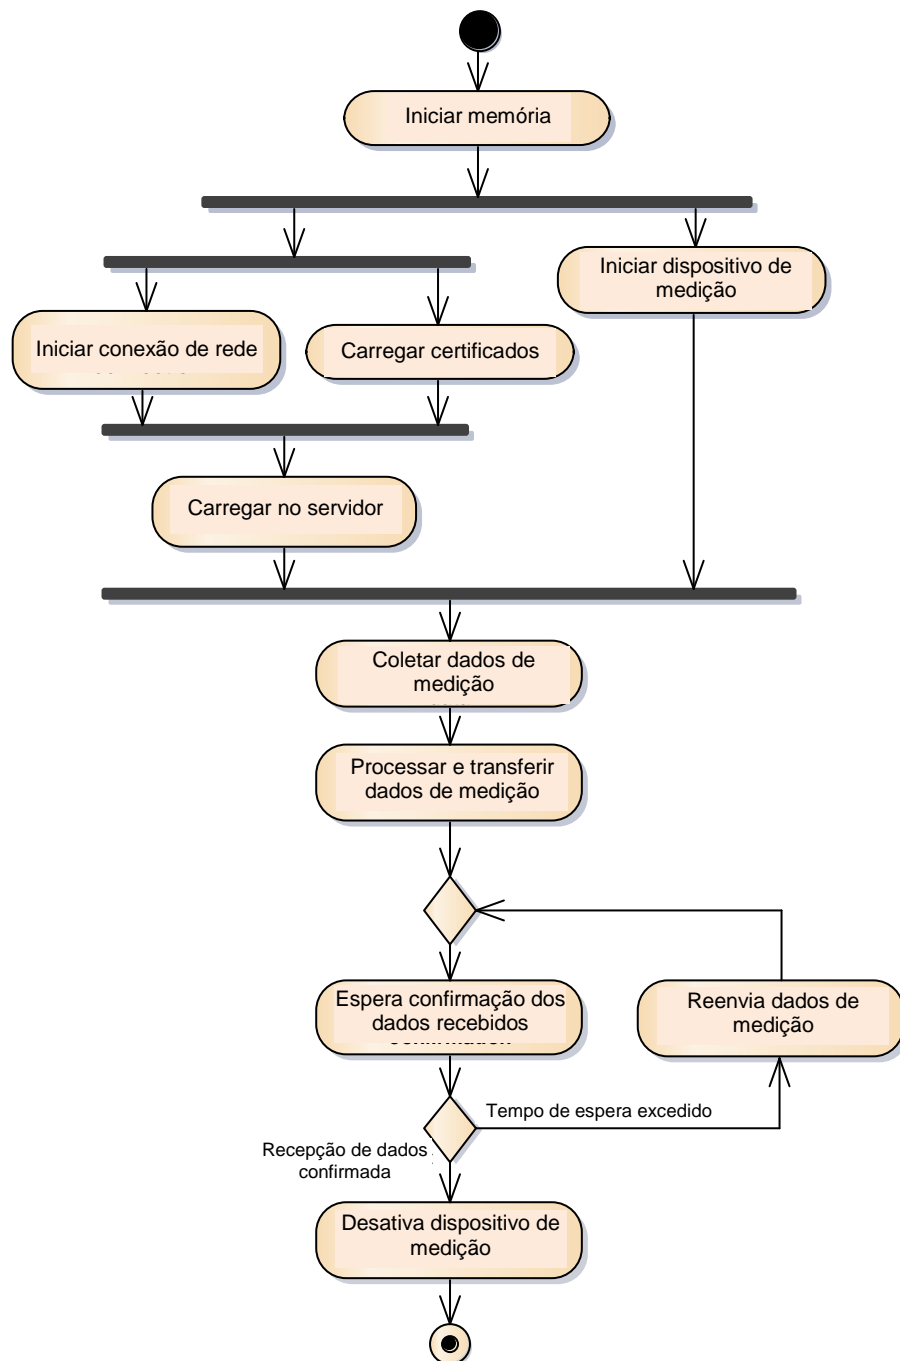 Iniciar memória
Iniciar dispositivo de
medição
Iniciar conexão de rede
Carregar certificados
Carregar no servidor
Coletar dados de
medição
Processar e transferir
dados de medição
Espera confirmação dos
dados recebidos
Reenvia dados de
medição
Tempo de espera excedido
Recepção de dados
confirmada
Desativa dispositivo de
medição